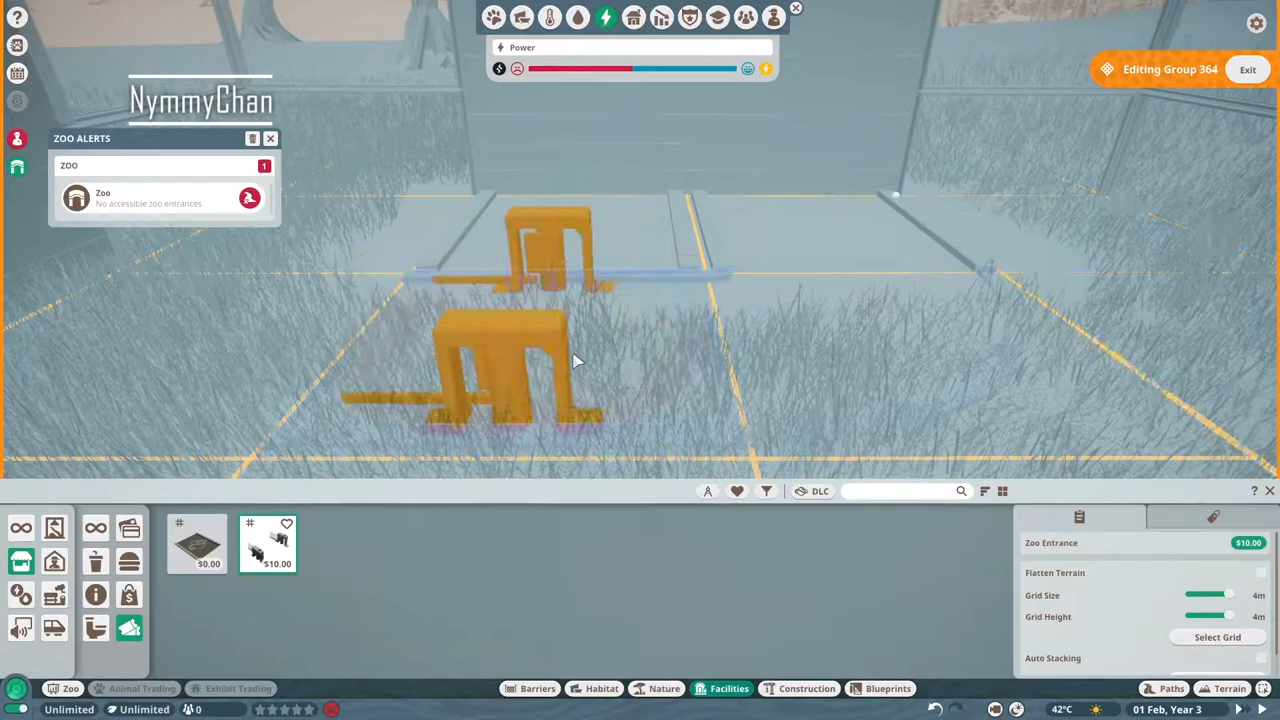 Power
Editing Group 364
Exit
NymmyChan
ZOO ALERTS
ZOO
1
Zoo
No accessible zoo entrances
DLC
?
$0.00
$10.00
Zoo Entrance
$10.00
Flatten Terrain
Grid Size
4m
Grid Height
4m
Select Grid
Auto Stacking
Zoo
Animal Trading
Exhibit Trading
Barriers
Habitat
Nature
Facilities
Construction
Blueprints
Paths
Terrain
Unlimited
Unlimited
0
42°C
01 Feb, Year 3